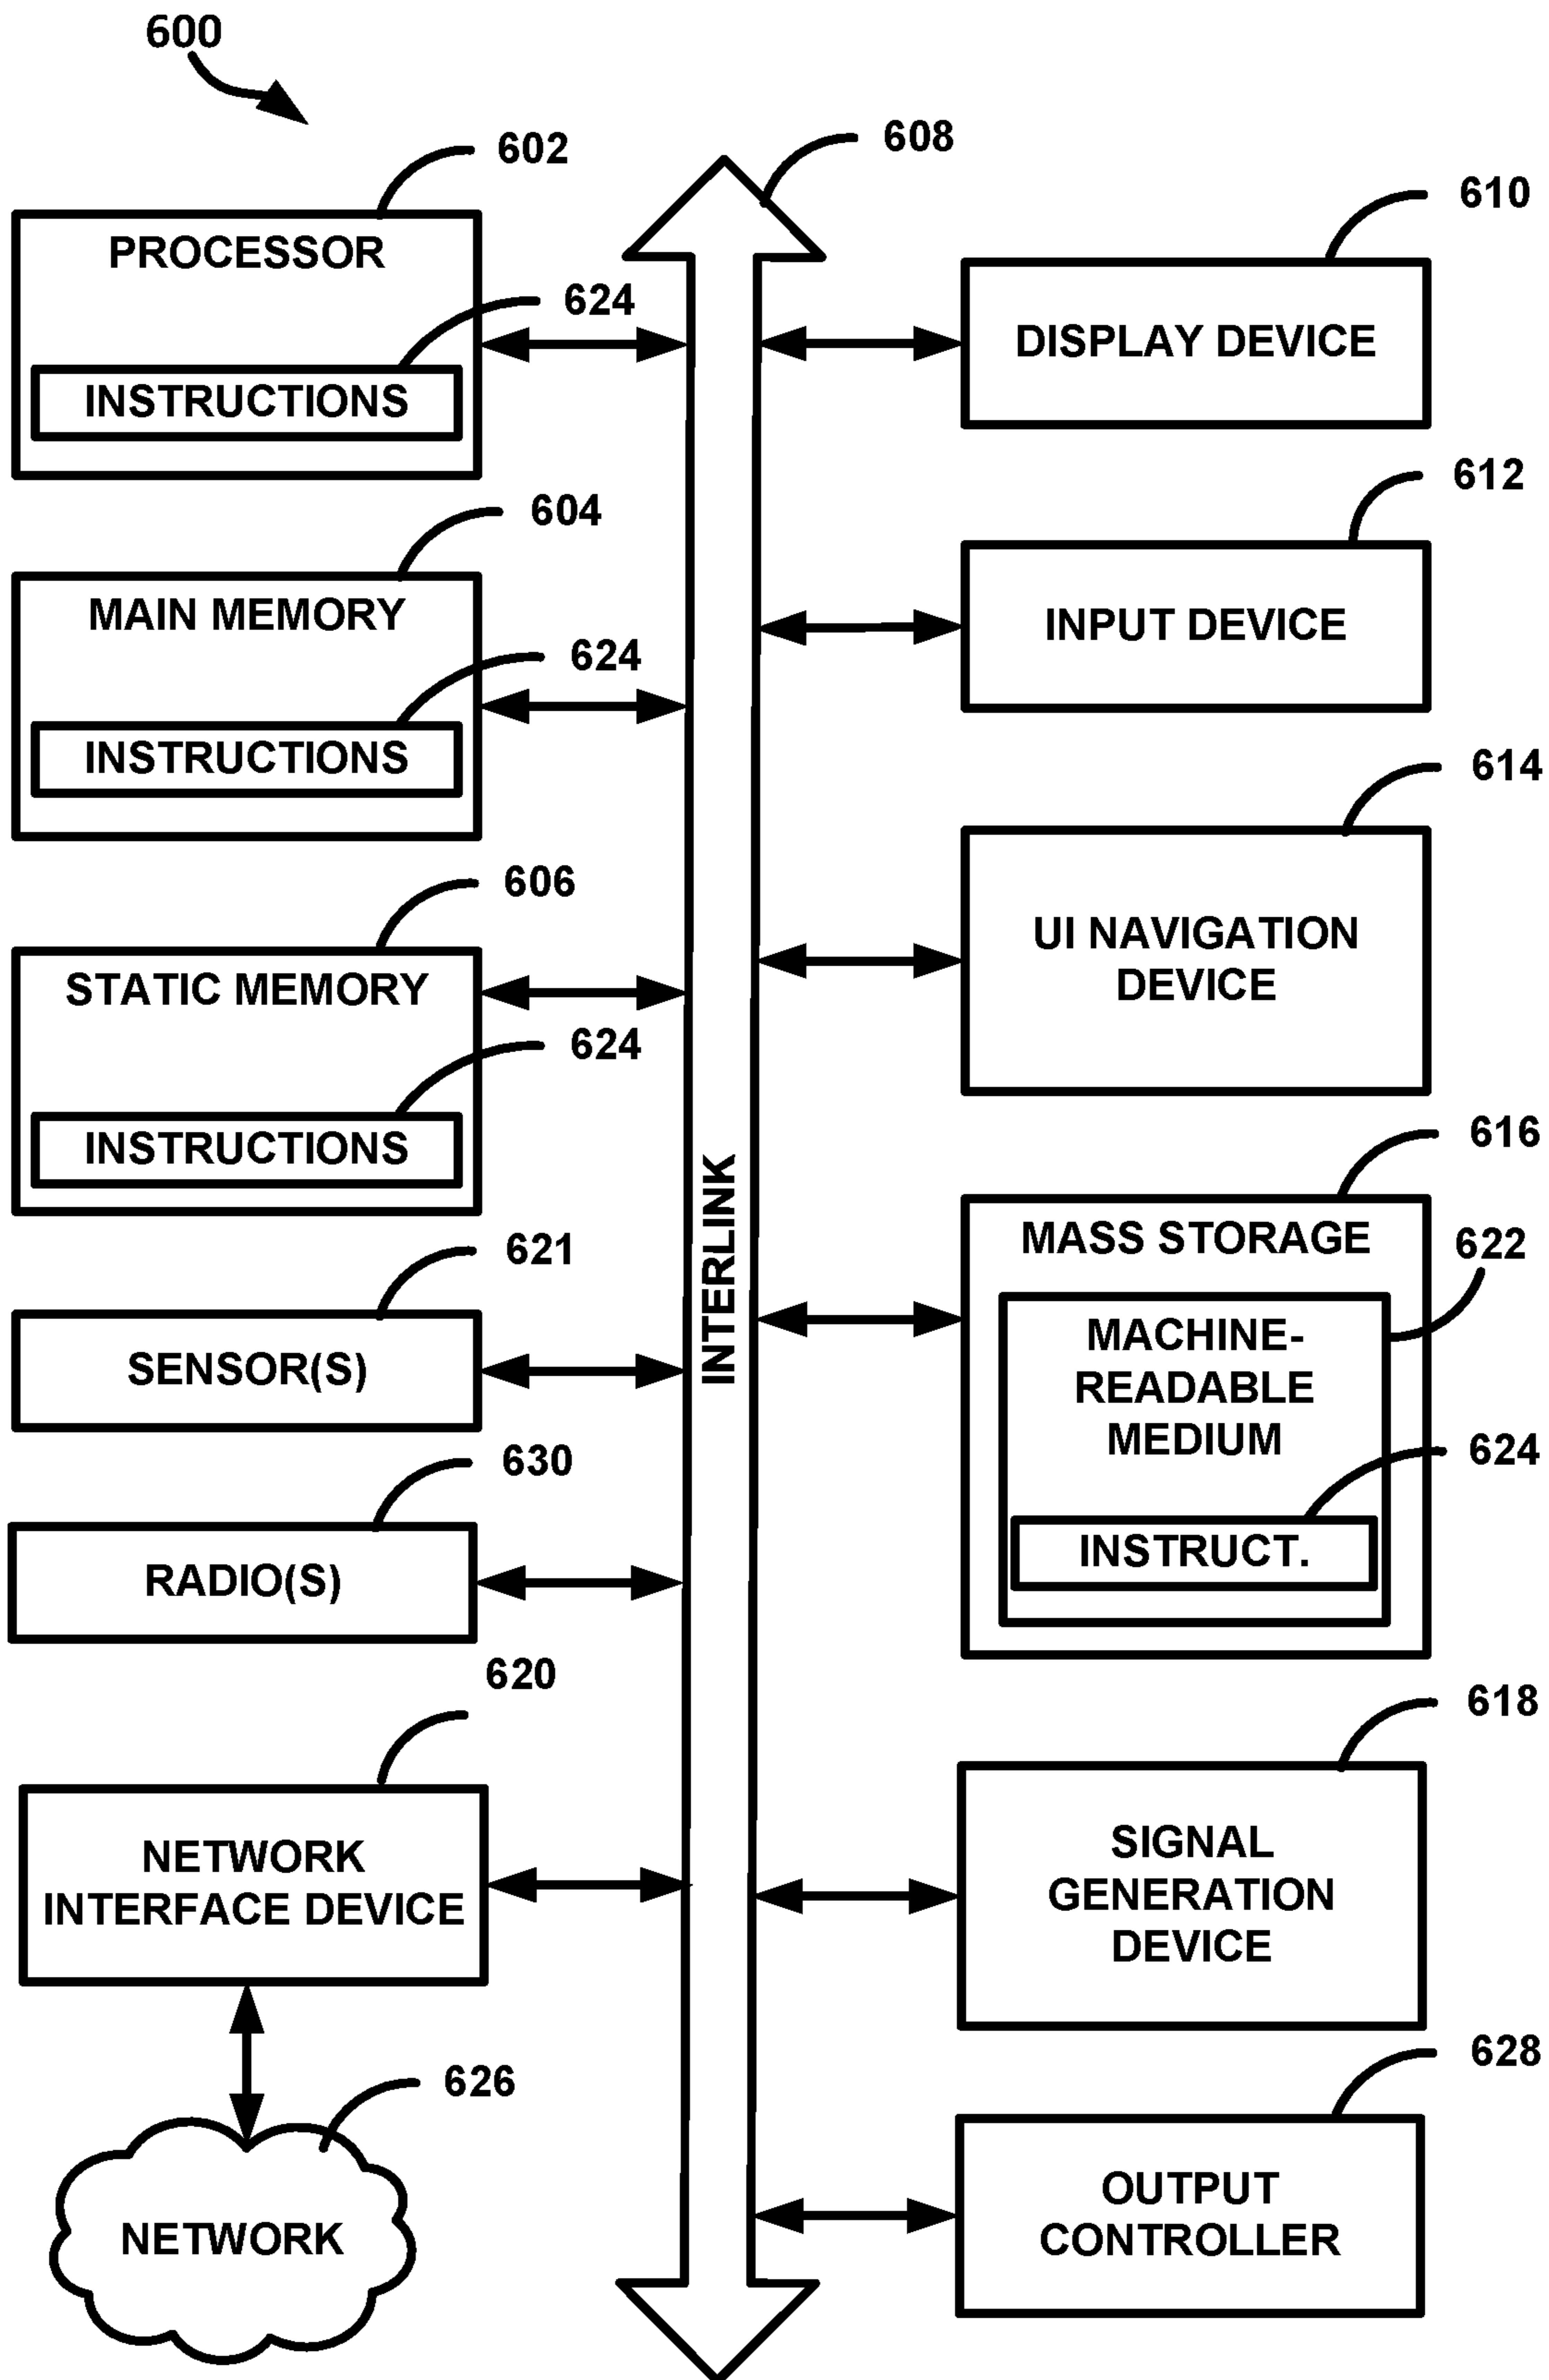 600
602
PROCESSOR
624
INSTRUCTIONS
604
MAIN MEMORY
624
INSTRUCTIONS
606
STATIC MEMORY
624
INSTRUCTIONS
621
SENSOR(S)
630
RADIO(S)
620
NETWORK
INTERFACE DEVICE
626
NETWORK
608
INTERLINK
610
DISPLAY DEVICE
612
INPUT DEVICE
614
UI NAVIGATION
DEVICE
616
MASS STORAGE
622
MACHINE-
READABLE
MEDIUM
624
INSTRUCT.
618
SIGNAL
GENERATION
DEVICE
628
OUTPUT
CONTROLLER